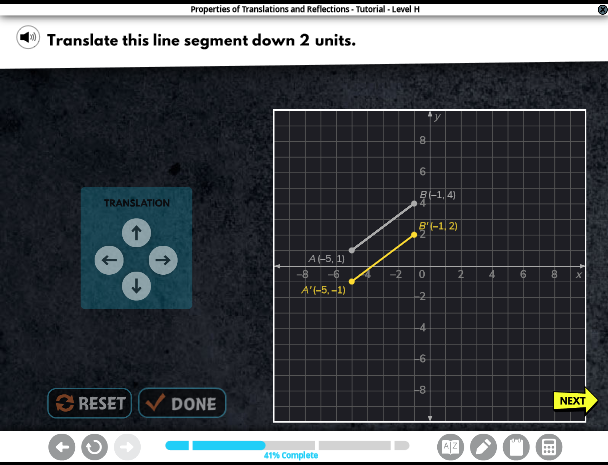 Properties of Translations and Reflections - Tutorial - Level H
Translate this line segment down 2 units.
TRANSLATION
y
8
6
B(−1, 4)
4
B′(−1, 2)
2
A(−5, 1)
−8 −6 −4 −2 0 2 4 6 8 x
A′(−5, −1)
−2
−4
−6
−8
NEXT
RESET
DONE
A|Z
41% Complete